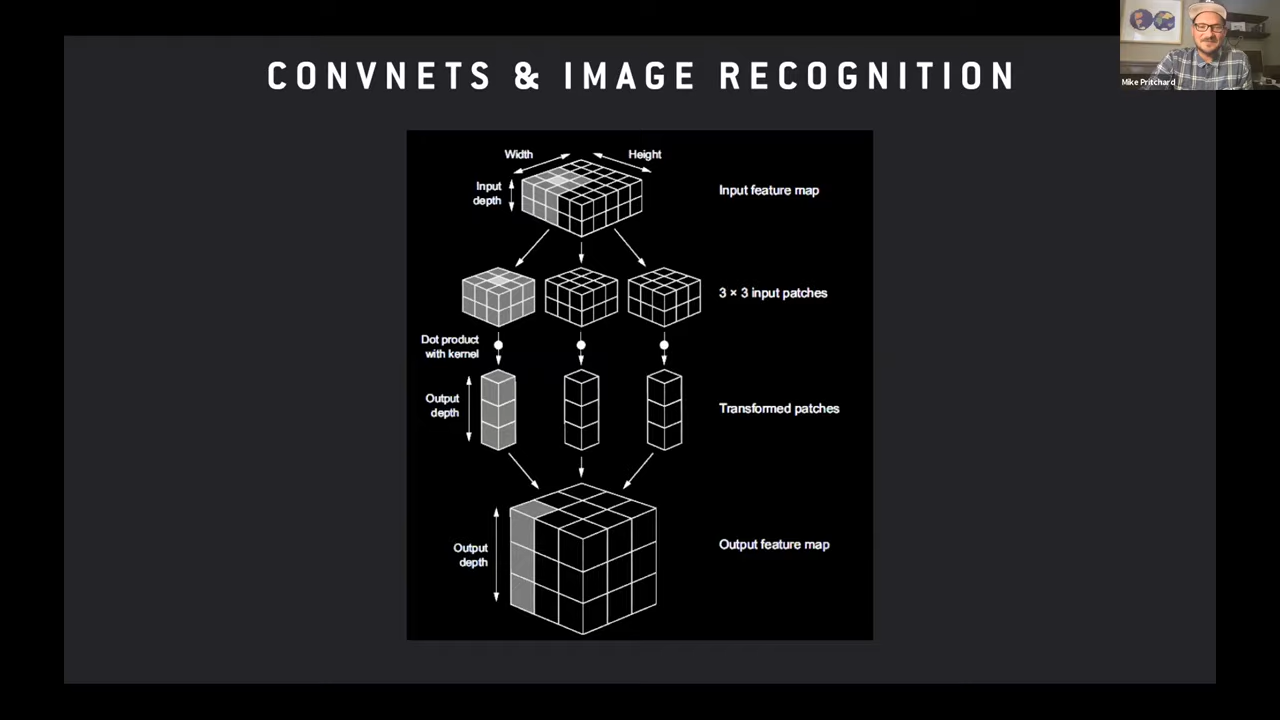 CONVNETS & IMAGE RECOGNITION
Mike Pritchard
Width
Height
Input
depth
Input feature map
3 × 3 input patches
Dot product
with kernel
Output
depth
Transformed patches
Output
depth
Output feature map